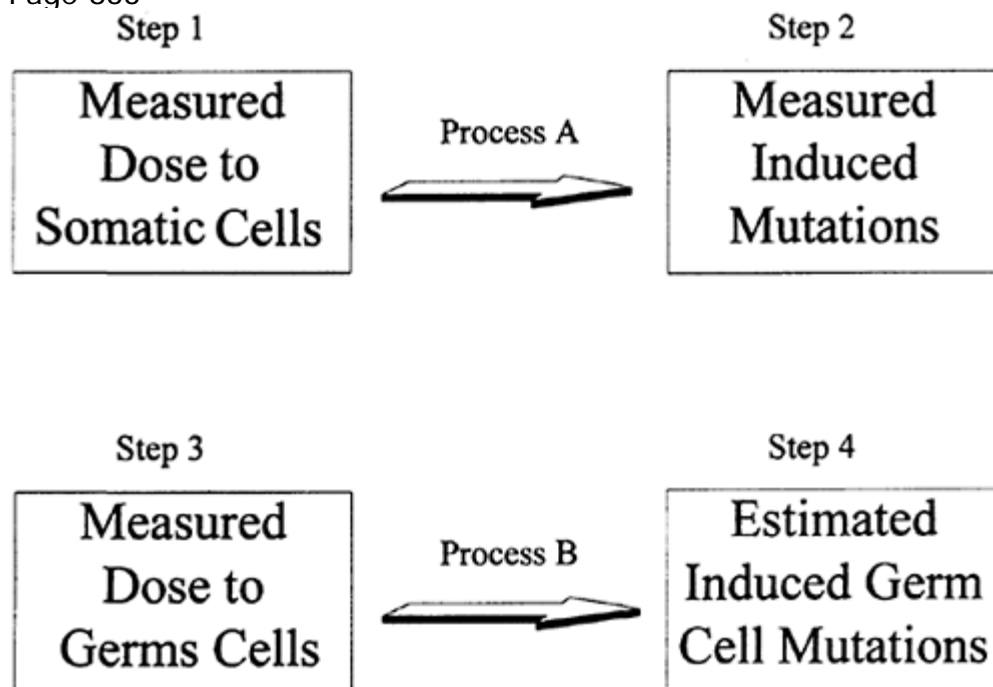 Step 1
Measured
Dose to
Somatic Cells
Process A
Step 2
Measured
Induced
Mutations
Step 3
Measured
Dose to
Germs Cells
Process B
Step 4
Estimated
Induced Germ
Cell Mutations